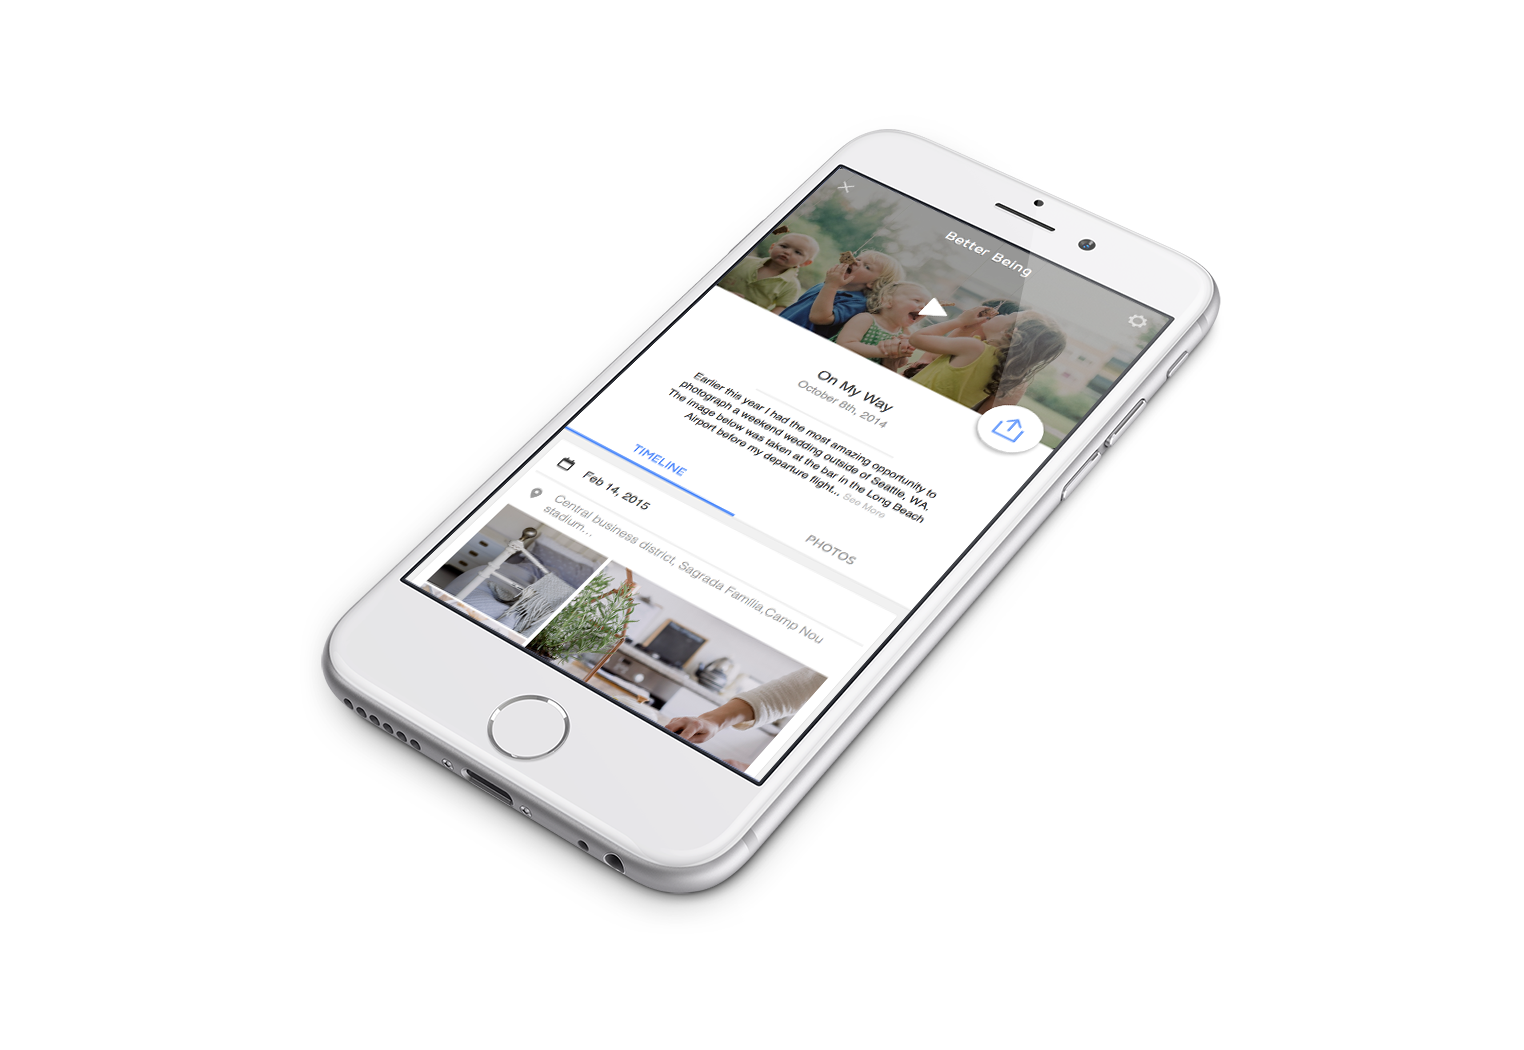 Better Being
On My Way
October 6th, 2014
Earlier this year I had the most amazing opportunity to
photograph a weekend wedding outside of Seattle, WA.
The image below was taken at the bar in the Long Beach
Airport before my departure flight... See More
TIMELINE
PHOTOS
Feb 14, 2015
Central business district, Sagrada Família,Camp Nou
stadium...